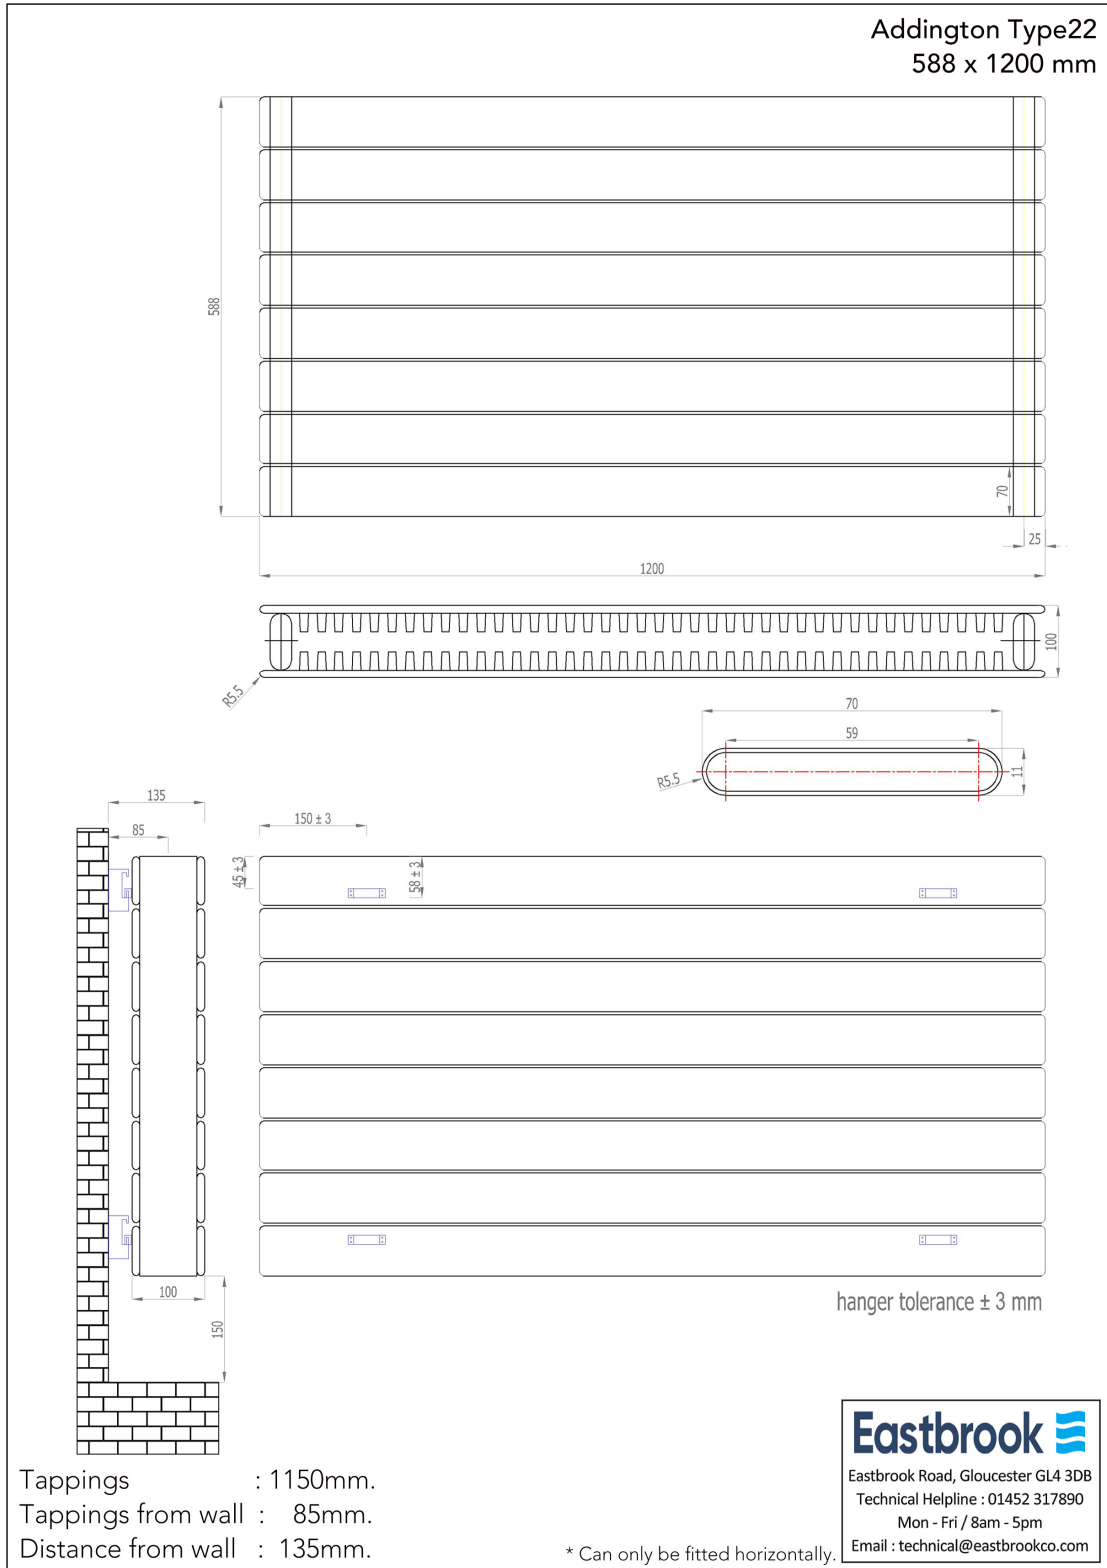 Addington Type22
588 x 1200 mm
588
70
25
1200
100
R5.5
70
59
R5.5
11
135
85
150 ± 3
45 ± 3
58 ± 3
100
150
hanger tolerance ± 3 mm
Tappings : 1150mm.
Tappings from wall : 85mm.
Distance from wall : 135mm.
* Can only be fitted horizontally.
Eastbrook
Eastbrook Road, Gloucester GL4 3DB
Technical Helpline : 01452 317890
Mon - Fri / 8am - 5pm
Email : technical@eastbrookco.com